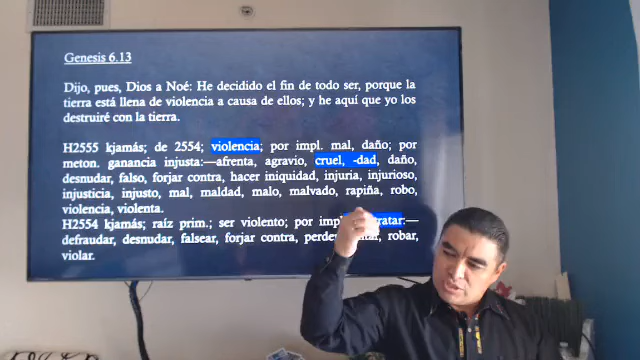 Genesis 6.13
Dijo, pues, Dios a Noé: He decidido el fin de todo ser, porque la
tierra está llena de violencia a causa de ellos; y he aquí que yo los
destruiré con la tierra.
H2555 kjamás; de 2554; violencia; por impl. mal, daño; por
meton. ganancia injusta:—afrenta, agravio, cruel, -dad, daño,
desnudar, falso, forjar contra, hacer iniquidad, injuria, injurioso,
injusticia, injusto, mal, maldad, malo, malvado, rapiña, robo,
violencia, violenta.
H2554 kjamás; raíz prim.; ser violento; por
defraudar, desnudar, falsear, forjar contra, robar,
violar.